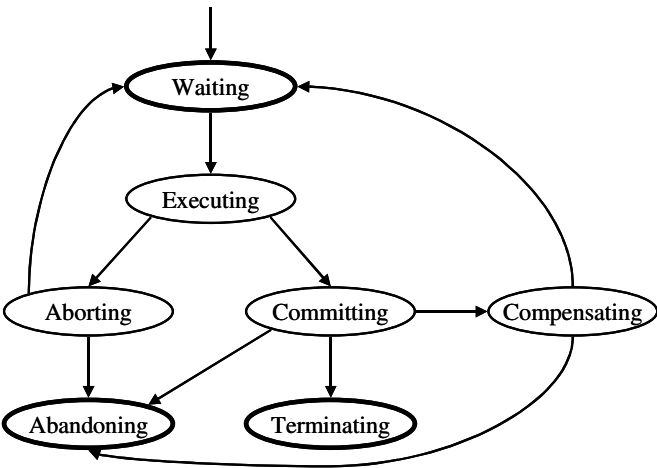 Waiting
Executing
Aborting
Committing
Compensating
Abandoning
Terminating